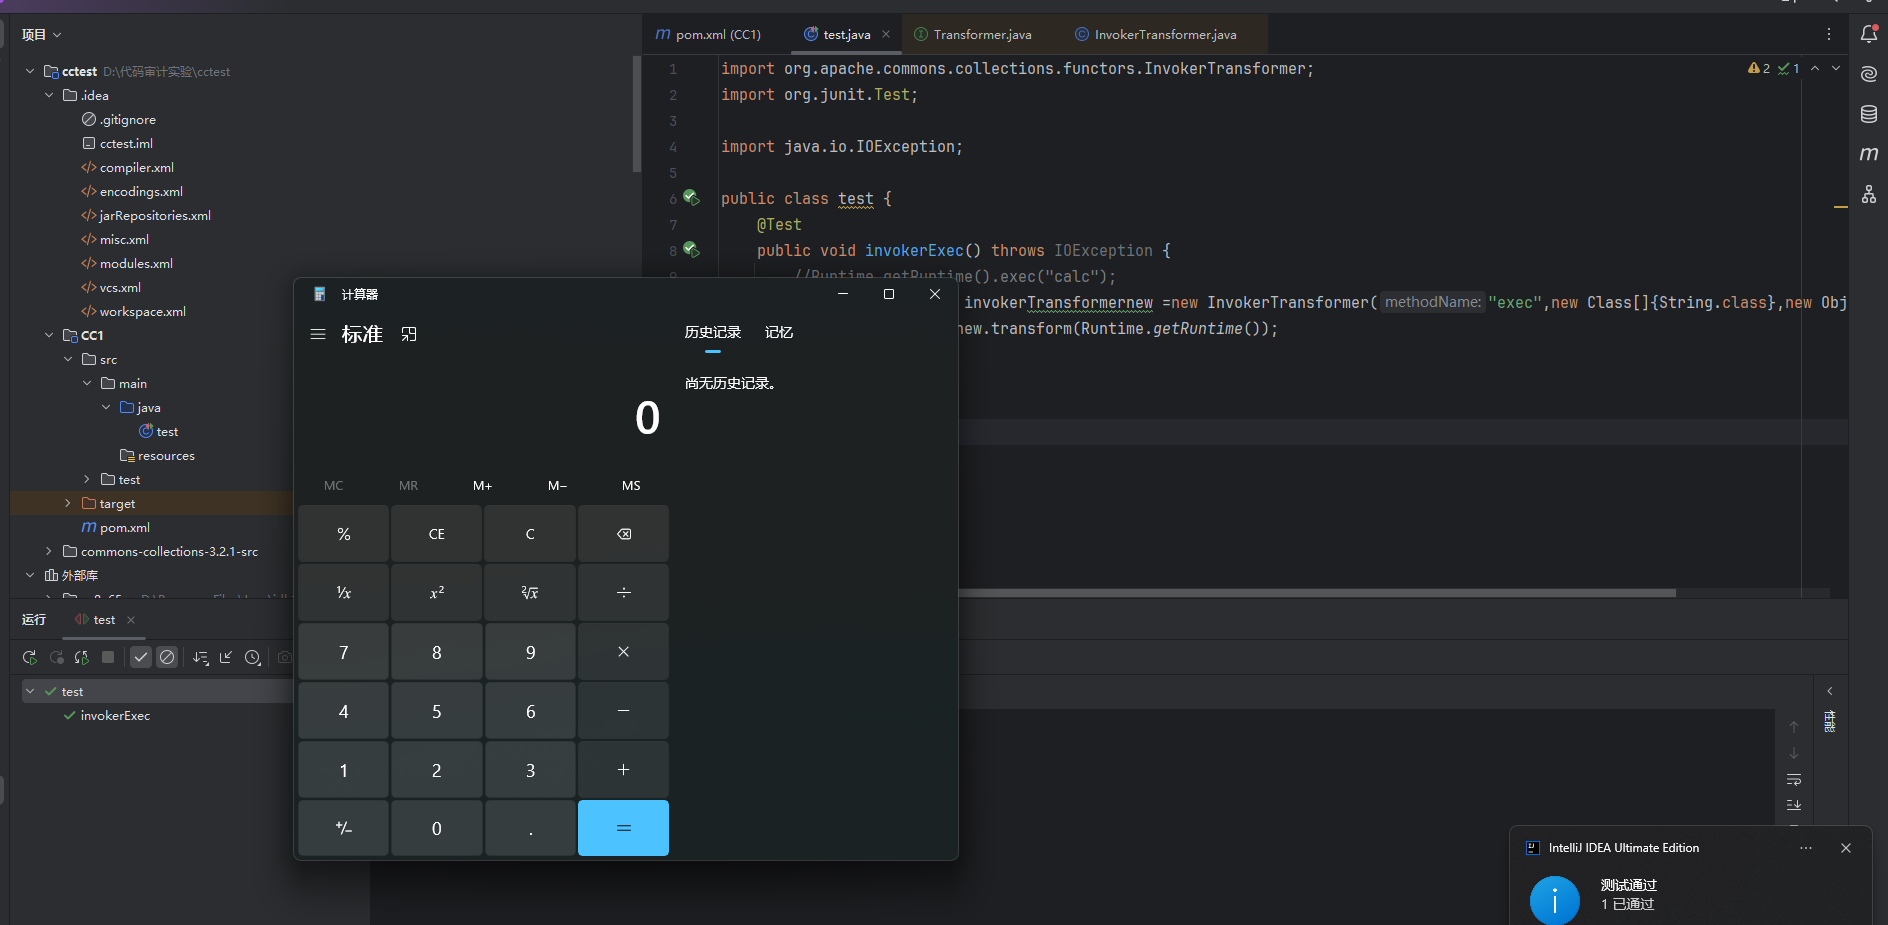 项目
cctest D:\代码审计实验\cctest
.idea
.gitignore
cctest.iml
compiler.xml
encodings.xml
jarRepositories.xml
misc.xml
modules.xml
vcs.xml
workspace.xml
CC1
src
main
java
test
resources
test
target
pom.xml
commons-collections-3.2.1-src
外部库
pom.xml (CC1)
test.java
Transformer.java
InvokerTransformer.java
2 1
1 import org.apache.commons.collections.functors.InvokerTransformer;
2 import org.junit.Test;
3
4 import java.io.IOException;
5
6 public class test {
7 @Test
8 public void invokerExec() throws IOException {
9 //Runtime.getRuntime().exec("calc");
invokerTransformernew =new InvokerTransformer( methodName: "exec",new Class[]{String.class},new Obj
new.transform(Runtime.getRuntime());
计算器
标准
历史记录 记忆
尚无历史记录。
0
MC MR M+ M− MS
% CE C
¹⁄x x² ²√x ÷
7 8 9 ×
4 5 6 −
1 2 3 +
+/− 0 . =
运行 test
test
invokerExec
性能
IntelliJ IDEA Ultimate Edition
测试通过
1 已通过